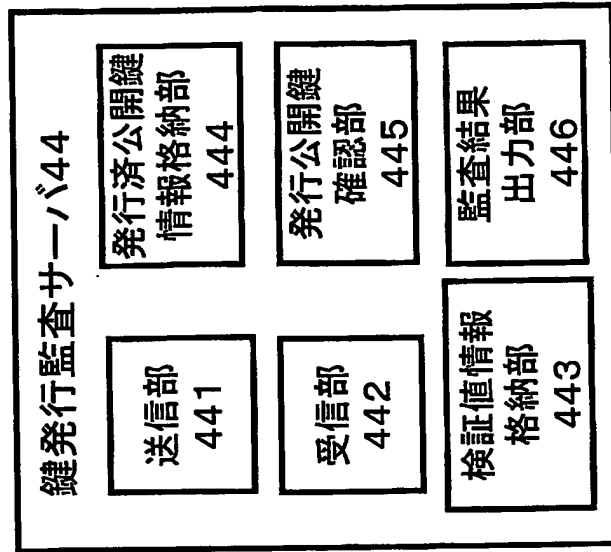 鍵発行監査サーバ44
送信部
441
受信部
442
検証値情報
格納部
443
発行済公開鍵
情報格納部
444
発行公開鍵
確認部
445
監査結果
出力部
446